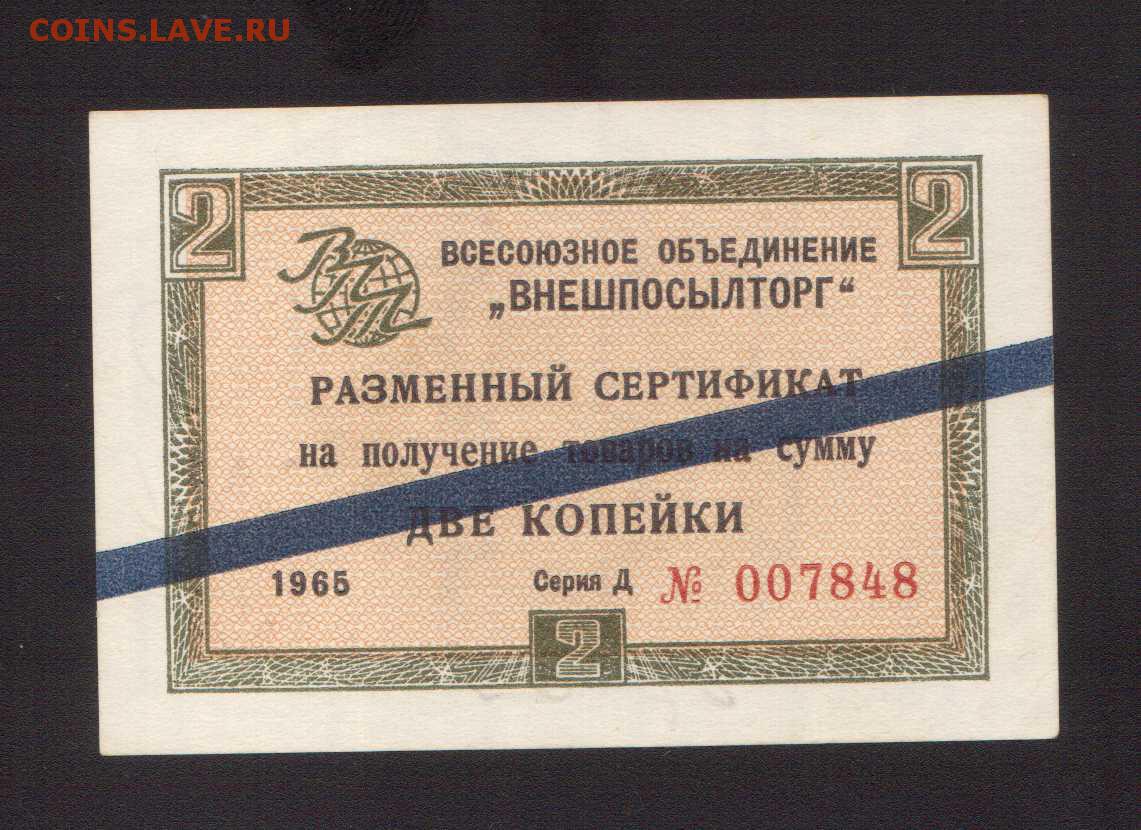 COINS.LAVE.RU
2 2
ВПТ
ВСЕСОЮЗНОЕ ОБЪЕДИНЕНИЕ
„ВНЕШПОСЫЛТОРГ“
РАЗМЕННЫЙ СЕРТИФИКАТ
на получение товаров на сумму
ДВЕ КОПЕЙКИ
1965 Серия Д № 007848
2